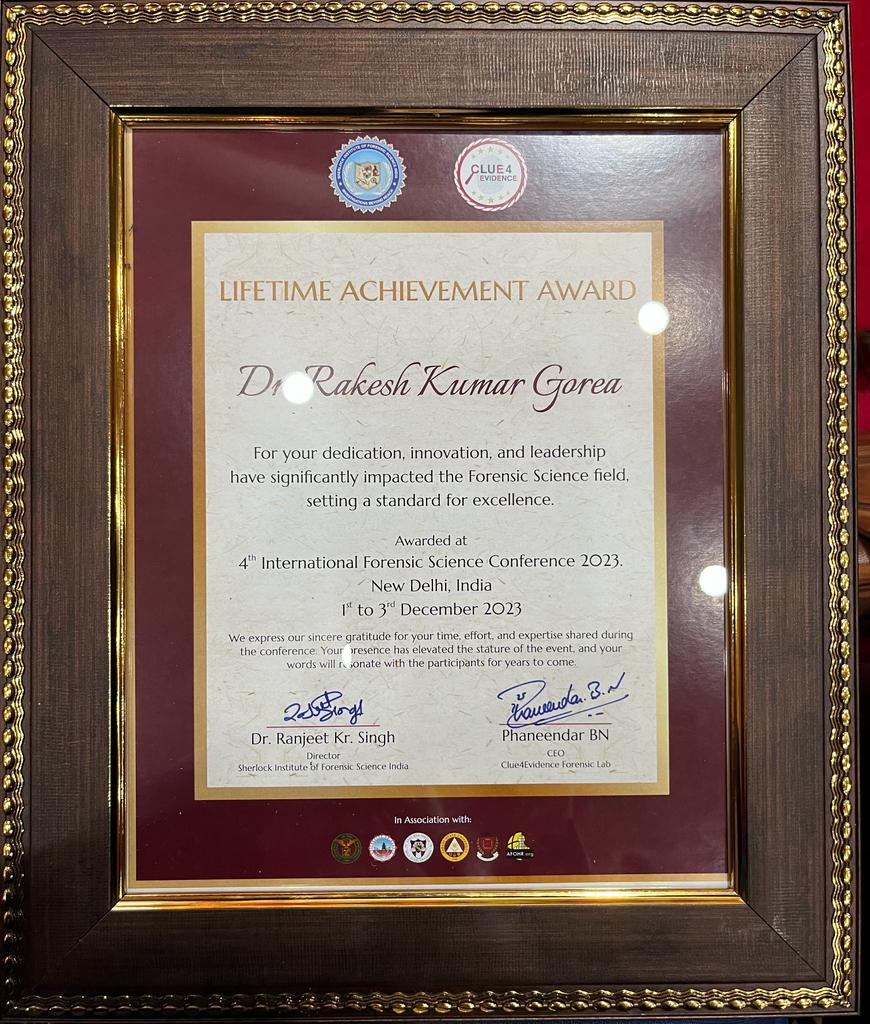 CLUE4
EVIDENCE
LIFETIME ACHIEVEMENT AWARD
Dr. Rakesh Kumar Gorea
For your dedication, innovation, and leadership
have significantly impacted the Forensic Science field,
setting a standard for excellence.
Awarded at
4th International Forensic Science Conference 2023.
New Delhi, India
1st to 3rd December 2023
We express our sincere gratitude for your time, effort, and expertise shared during
the conference. Your presence has elevated the stature of the event, and your
words will resonate with the participants for years to come.
Phaneendar B.N
Dr. Ranjeet Kr. Singh
Director
Sherlock Institute of Forensic Science India
Phaneendar BN
CEO
Clue4Evidence Forensic Lab
In Association with:
AFOHR.org